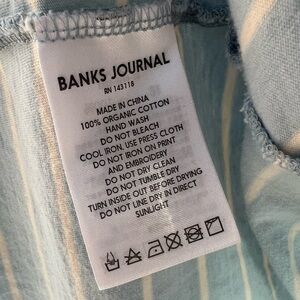 BANKS JOURNAL
RN 143118
MADE IN CHINA
100% ORGANIC COTTON
HAND WASH
DO NOT BLEACH
COOL IRON, USE PRESS CLOTH
DO NOT IRON ON PRINT
AND EMBROIDERY
DO NOT DRY CLEAN
DO NOT TUMBLE DRY
TURN INSIDE OUT BEFORE DRYING
DO NOT LINE DRY IN DIRECT
SUNLIGHT